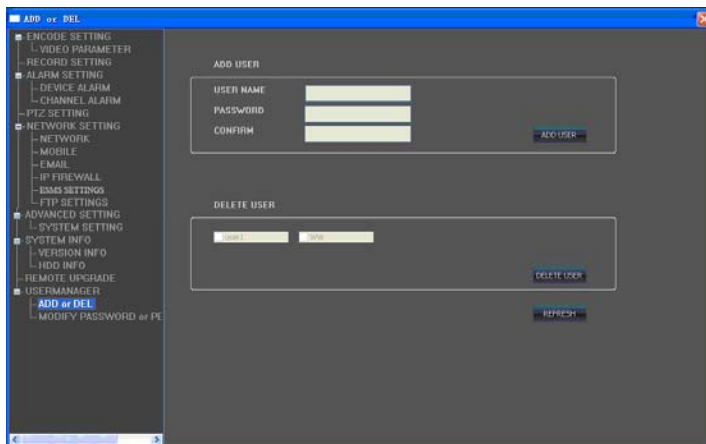 ADD or DEL
ENCODE SETTING
VIDEO PARAMETER
RECORD SETTING
ALARM SETTING
DEVICE ALARM
CHANNEL ALARM
PTZ SETTING
NETWORK SETTING
NETWORK
MOBILE
EMAIL
IP FIREWALL
ESMS SETTINGS
FTP SETTINGS
ADVANCED SETTING
SYSTEM SETTING
SYSTEM INFO
VERSION INFO
HDD INFO
REMOTE UPGRADE
USERMANAGER
ADD or DEL
MODIFY PASSWORD or PE
ADD USER
USER NAME
PASSWORD
CONFIRM
ADD USER
DELETE USER
user1
DELETE USER
REFRESH